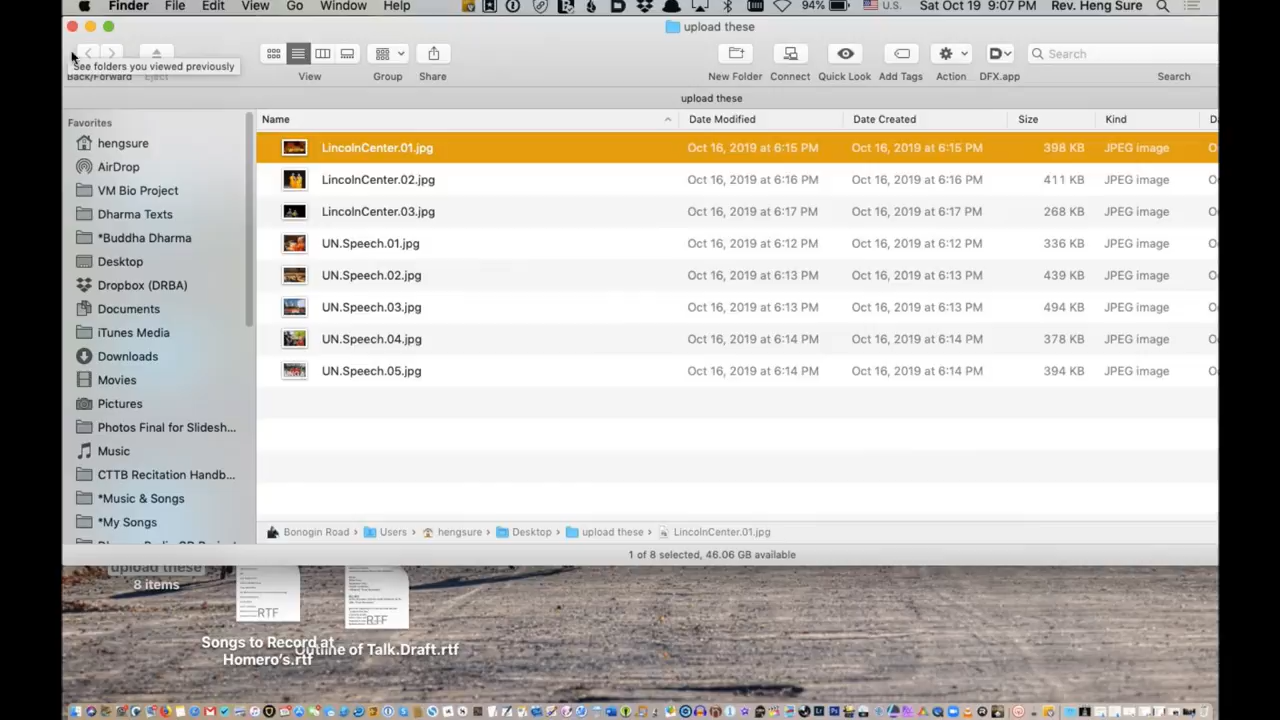 Finder File Edit View Go Window Help 94% U.S. Sat Oct 19 9:07 PM Rev. Heng Sure
upload these
See folders you viewed previously
Back/Forward Eject View Group Share New Folder Connect Quick Look Add Tags Action DFX.app Search
Search
upload these
Favorites
Name Date Modified Date Created Size Kind
hengsure
AirDrop
VM Bio Project
Dharma Texts
*Buddha Dharma
Desktop
Dropbox (DRBA)
Documents
iTunes Media
Downloads
Movies
Pictures
Photos Final for Slidesh...
Music
CTTB Recitation Handb...
*Music & Songs
*My Songs
LincolnCenter.01.jpg Oct 16, 2019 at 6:15 PM Oct 16, 2019 at 6:15 PM 398 KB JPEG image
LincolnCenter.02.jpg Oct 16, 2019 at 6:16 PM Oct 16, 2019 at 6:16 PM 411 KB JPEG image
LincolnCenter.03.jpg Oct 16, 2019 at 6:17 PM Oct 16, 2019 at 6:17 PM 268 KB JPEG image
UN.Speech.01.jpg Oct 16, 2019 at 6:12 PM Oct 16, 2019 at 6:12 PM 336 KB JPEG image
UN.Speech.02.jpg Oct 16, 2019 at 6:13 PM Oct 16, 2019 at 6:13 PM 439 KB JPEG image
UN.Speech.03.jpg Oct 16, 2019 at 6:13 PM Oct 16, 2019 at 6:13 PM 494 KB JPEG image
UN.Speech.04.jpg Oct 16, 2019 at 6:14 PM Oct 16, 2019 at 6:14 PM 378 KB JPEG image
UN.Speech.05.jpg Oct 16, 2019 at 6:14 PM Oct 16, 2019 at 6:14 PM 394 KB JPEG image
Bonogin Road › Users › hengsure › Desktop › upload these › LincolnCenter.01.jpg
1 of 8 selected, 46.06 GB available
upload these
8 items
RTF
RTF
Songs to Record at
Homero's.rtf
Outline of Talk.Draft.rtf